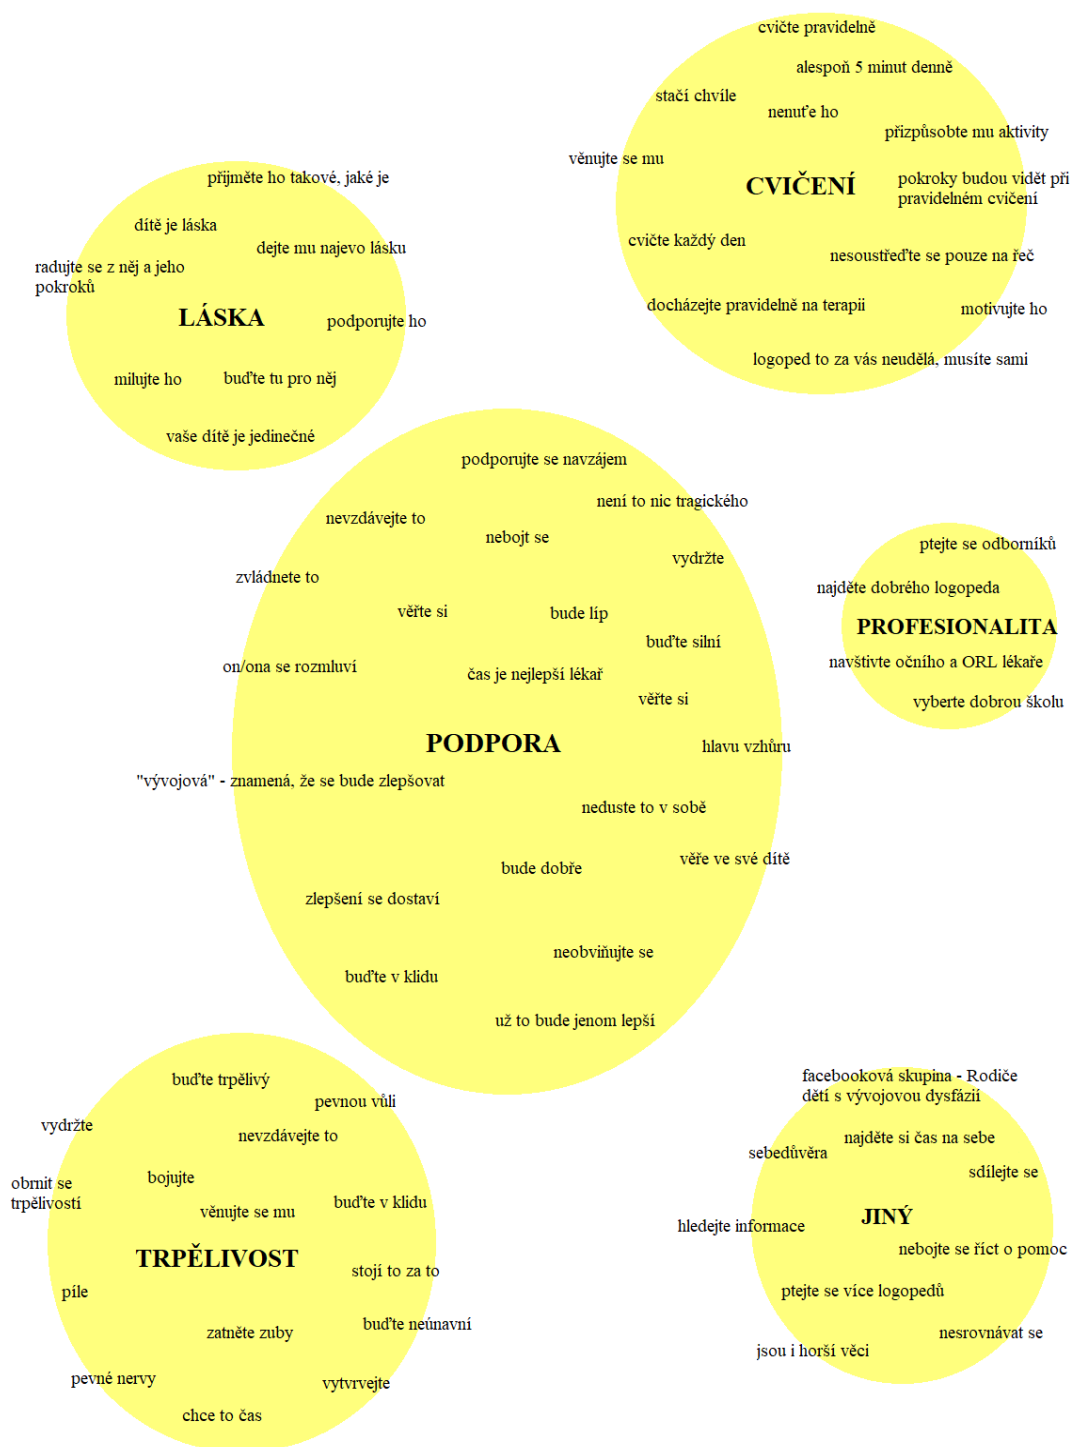 cvičte pravidelně
alespoň 5 minut denně
stačí chvíle
nenuťe ho
přizpůsobte mu aktivity
věnujte se mu
CVIČENÍ
pokroky budou vidět při
pravidelném cvičení
cvičte každý den
nesoustřeďte se pouze na řeč
docházejte pravidelně na terapii
motivujte ho
logoped to za vás neudělá, musíte sami
přijměte ho takové, jaké je
dítě je láska
dejte mu najevo lásku
radujte se z něj a jeho
pokroků
LÁSKA
podporujte ho
milujte ho
buďte tu pro něj
vaše dítě je jedinečné
podporujte se navzájem
není to nic tragického
nevzdávejte to
nebojt se
vydržte
zvládnete to
věřte si
bude líp
buďte silní
on/ona se rozmluví
čas je nejlepší lékař
věřte si
PODPORA
hlavu vzhůru
"vývojová" - znamená, že se bude zlepšovat
neduste to v sobě
věře ve své dítě
bude dobře
zlepšení se dostaví
neobviňujte se
buďte v klidu
už to bude jenom lepší
ptejte se odborníků
najděte dobrého logopeda
PROFESIONALITA
navštivte očního a ORL lékaře
vyberte dobrou školu
buďte trpělivý
pevnou vůli
vydržte
nevzdávejte to
obrnit se
trpělivostí
bojujte
věnujte se mu
buďte v klidu
TRPĚLIVOST
stojí to za to
píle
zatněte zuby
buďte neúnavní
pevné nervy
vytvrvejte
chce to čas
facebooková skupina - Rodiče
dětí s vývojovou dysfázií
najděte si čas na sebe
sebedůvěra
sdílejte se
JINÝ
hledejte informace
nebojte se říct o pomoc
ptejte se více logopedů
nesrovnávat se
jsou i horší věci